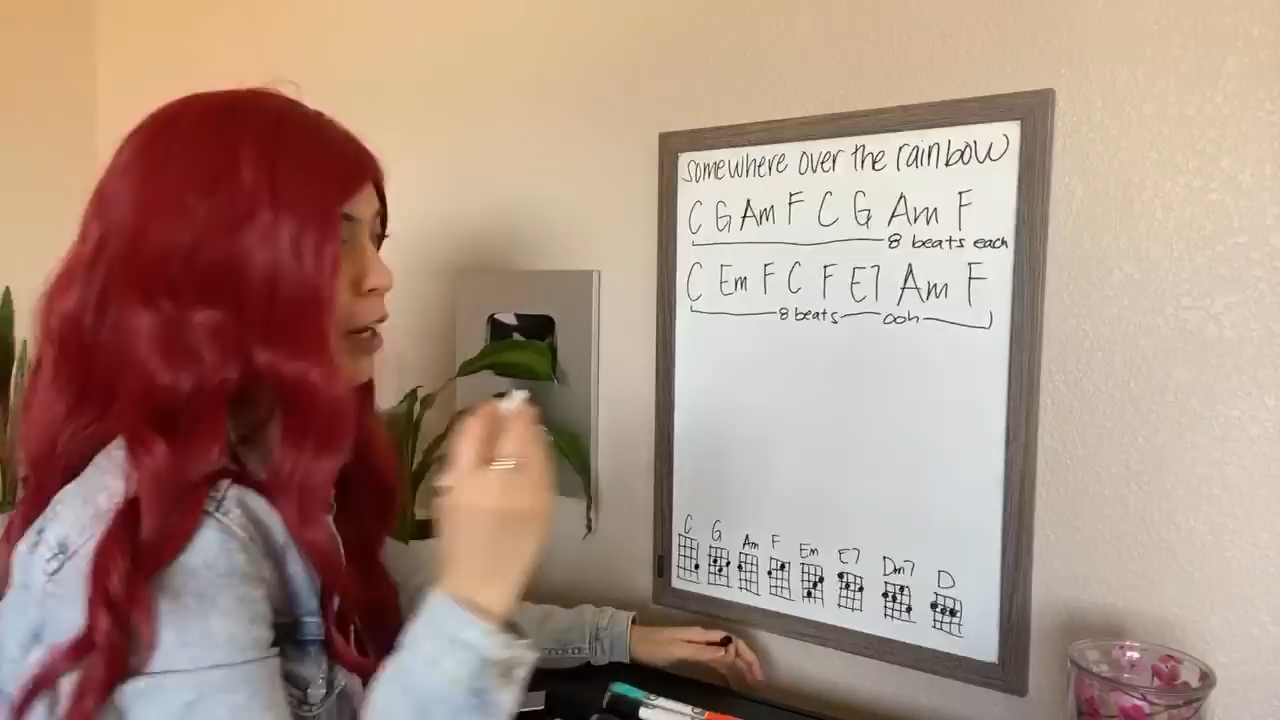 somewhere over the rainbow
C G Am F C G Am F
8 beats each
C Em F C F E7 Am F
8 beats ooh
C G Am F Em E7 Dm7 D